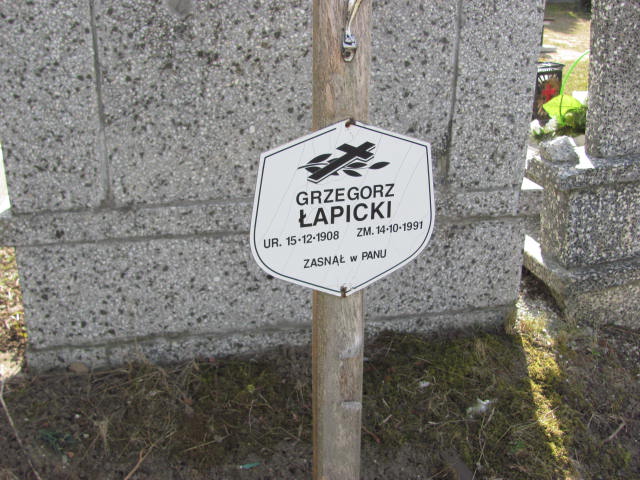 GRZEGORZ
ŁAPICKI
UR. 15•12•1908 ZM. 14•10•1991
ZASNĄŁ w PANU